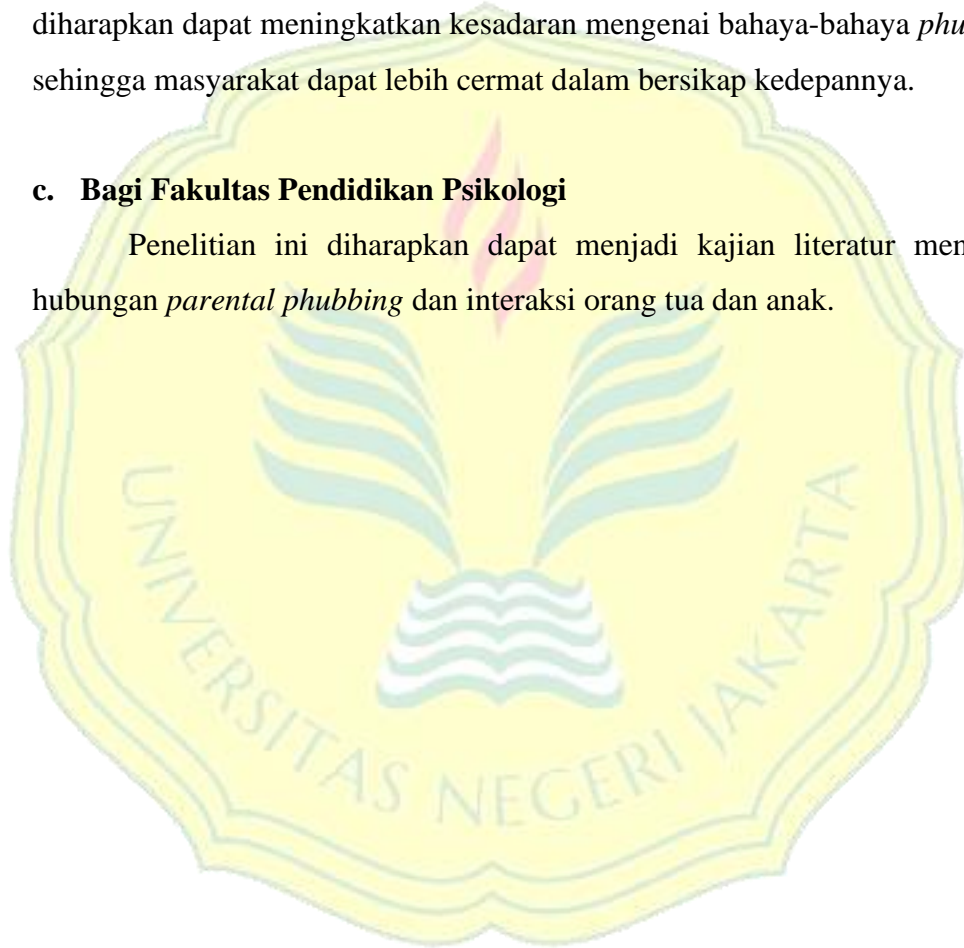 diharapkan dapat meningkatkan kesadaran mengenai bahaya-bahaya phu
sehingga masyarakat dapat lebih cermat dalam bersikap kedepannya.
c. Bagi Fakultas Pendidikan Psikologi
Penelitian ini diharapkan dapat menjadi kajian literatur men
hubungan parental phubbing dan interaksi orang tua dan anak.
UNIVERSITAS NEGERI JAKARTA